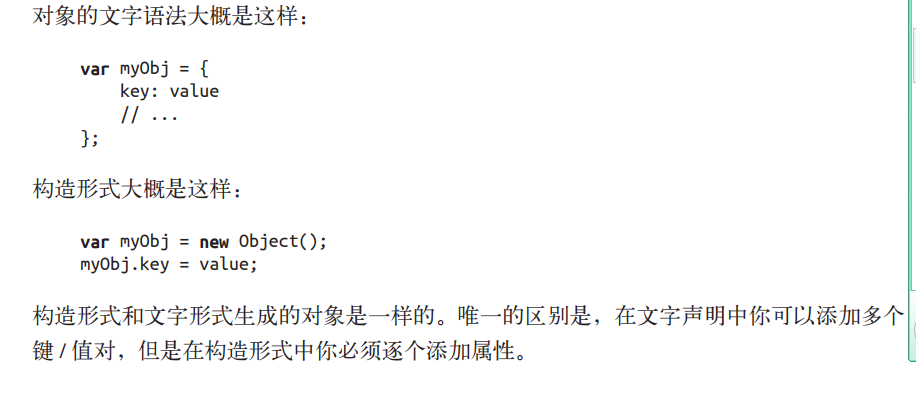 对象的文字语法大概是这样：
var myObj = {
key: value
// ...
};
构造形式大概是这样：
var myObj = new Object();
myObj.key = value;
构造形式和文字形式生成的对象是一样的。唯一的区别是，在文字声明中你可以添加多个
键 / 值对，但是在构造形式中你必须逐个添加属性。